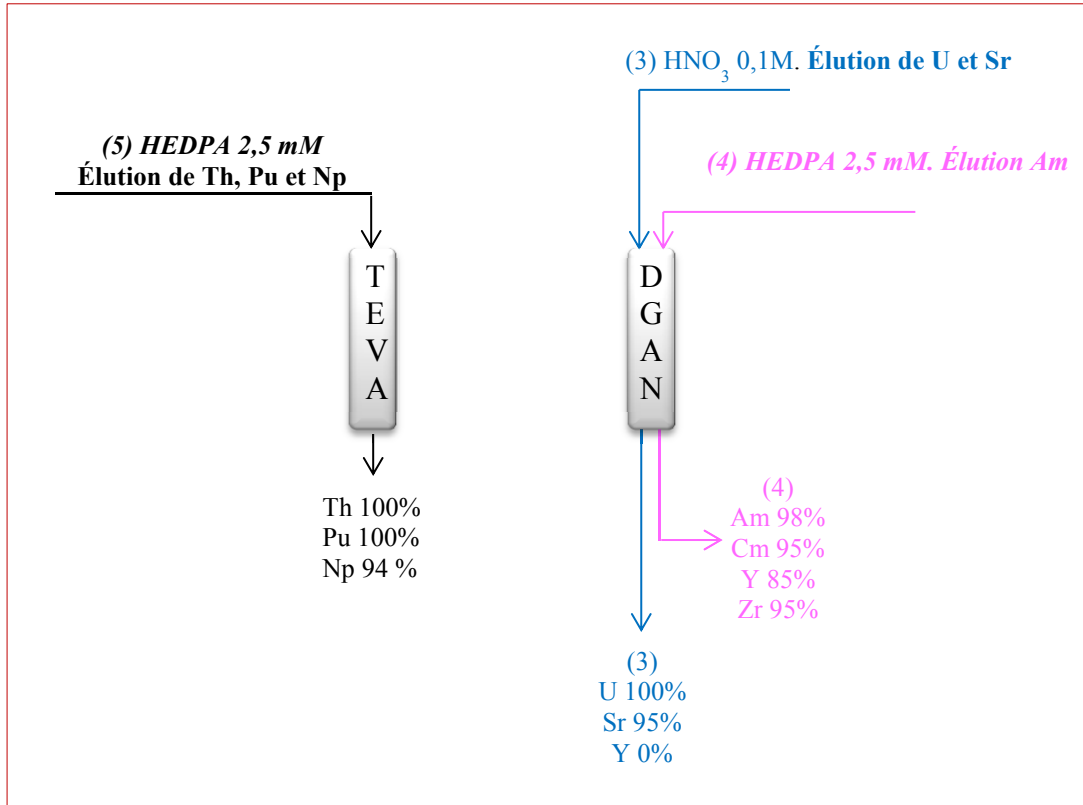 (3) HNO3 0,1M. Élution de U et Sr
(5) HEDPA 2,5 mM
Élution de Th, Pu et Np
(4) HEDPA 2,5 mM. Élution Am
T
E
V
A
D
G
A
N
Th 100%
Pu 100%
Np 94 %
(4)
Am 98%
Cm 95%
Y 85%
Zr 95%
(3)
U 100%
Sr 95%
Y 0%